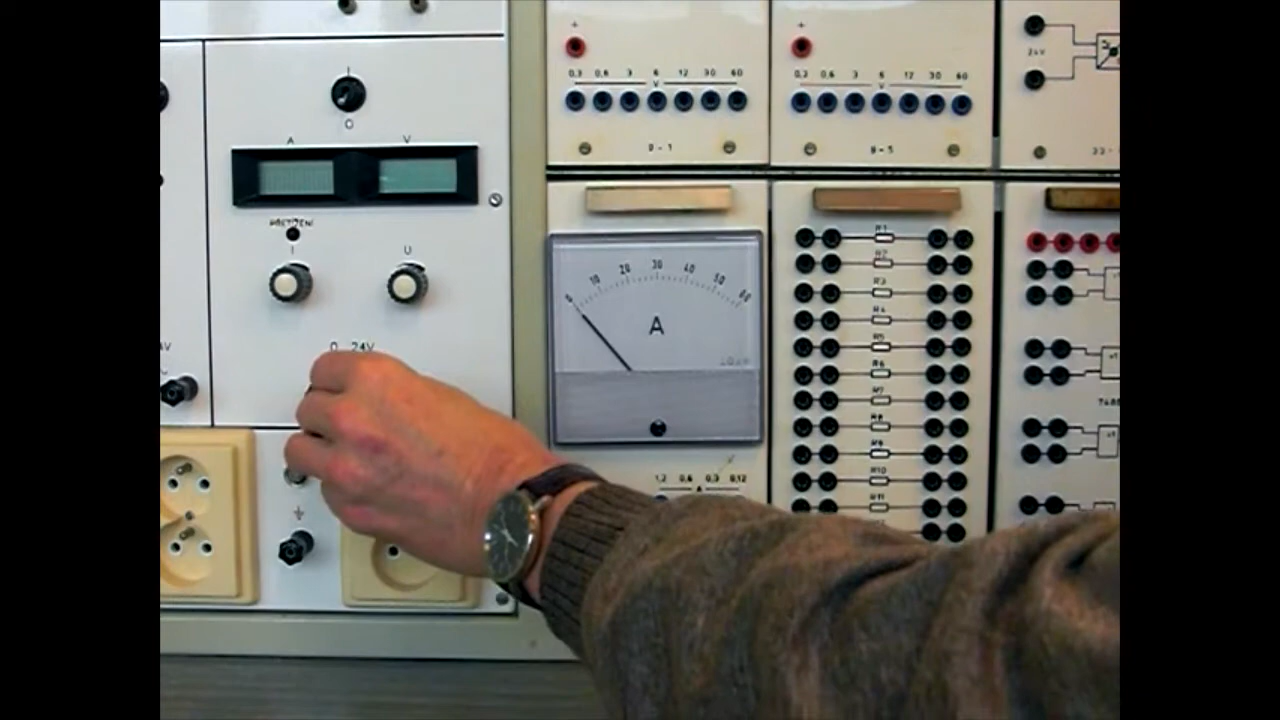 +
+
0,3 0,6 3 6 12 30 60
V
0,3 0,6 3 6 12 30 60
V
24V
I
O
A V
I U
0 24V
0 10 20 30 40 50 60
A
R1
R2
R3
R4
R5
R6
R7
R8
R9
R10
R11
1,2 0,6 0,3 0,12
A